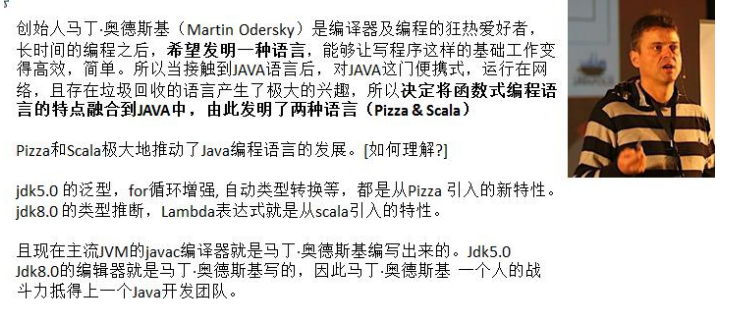 创始人马丁·奥德斯基（Martin Odersky）是编译器及编程的狂热爱好者，
长时间的编程之后，希望发明一种语言，能够让写程序这样的基础工作变
得高效，简单。所以当接触到JAVA语言后，对JAVA这门便携式，运行在网
络，且存在垃圾回收的语言产生了极大的兴趣，所以决定将函数式编程语
言的特点融合到JAVA中，由此发明了两种语言（Pizza & Scala）
Pizza和Scala极大地推动了Java编程语言的发展。[如何理解?]
jdk5.0 的泛型，for循环增强, 自动类型转换等，都是从Pizza 引入的新特性。
jdk8.0 的类型推断，Lambda表达式就是从scala引入的特性。
且现在主流JVM的javac编译器就是马丁·奥德斯基编写出来的。Jdk5.0
Jdk8.0的编辑器就是马丁·奥德斯基写的，因此马丁·奥德斯基 一个人的战
斗力抵得上一个Java开发团队。